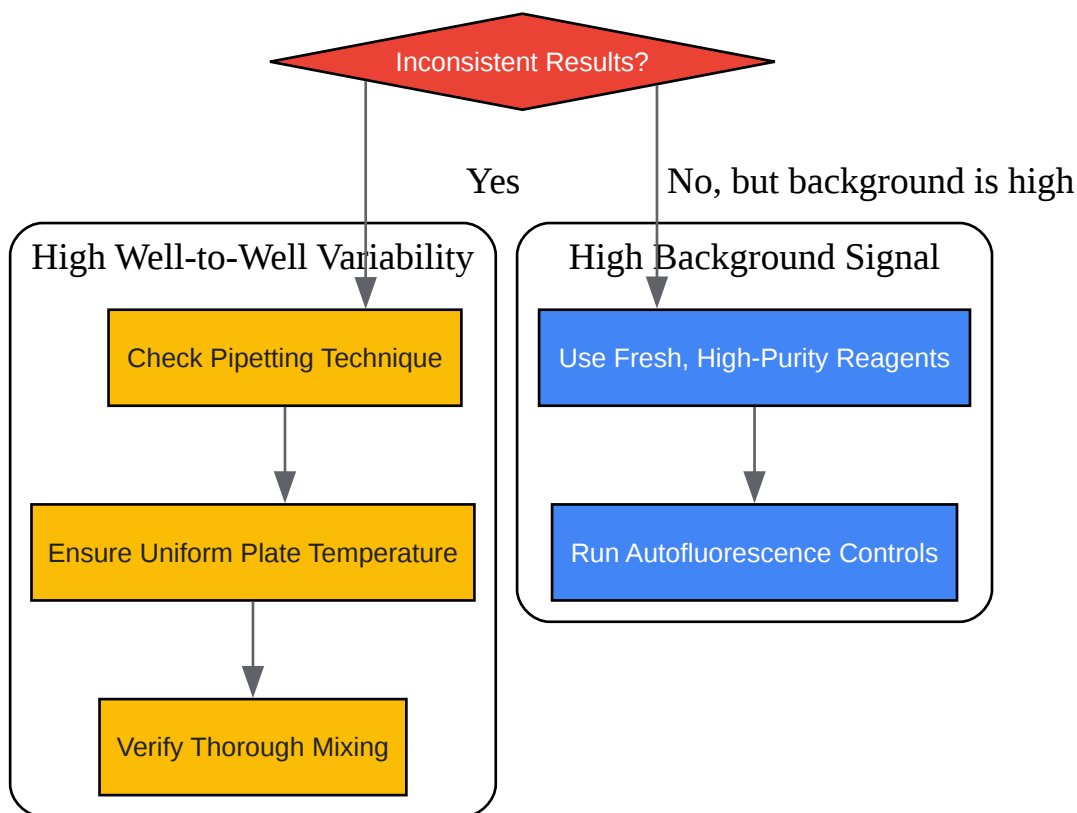 Inconsistent Results?
Yes
No, but background is high
High Well-to-Well Variability
High Background Signal
Check Pipetting Technique
Use Fresh, High-Purity Reagents
Ensure Uniform Plate Temperature
Run Autofluorescence Controls
Verify Thorough Mixing